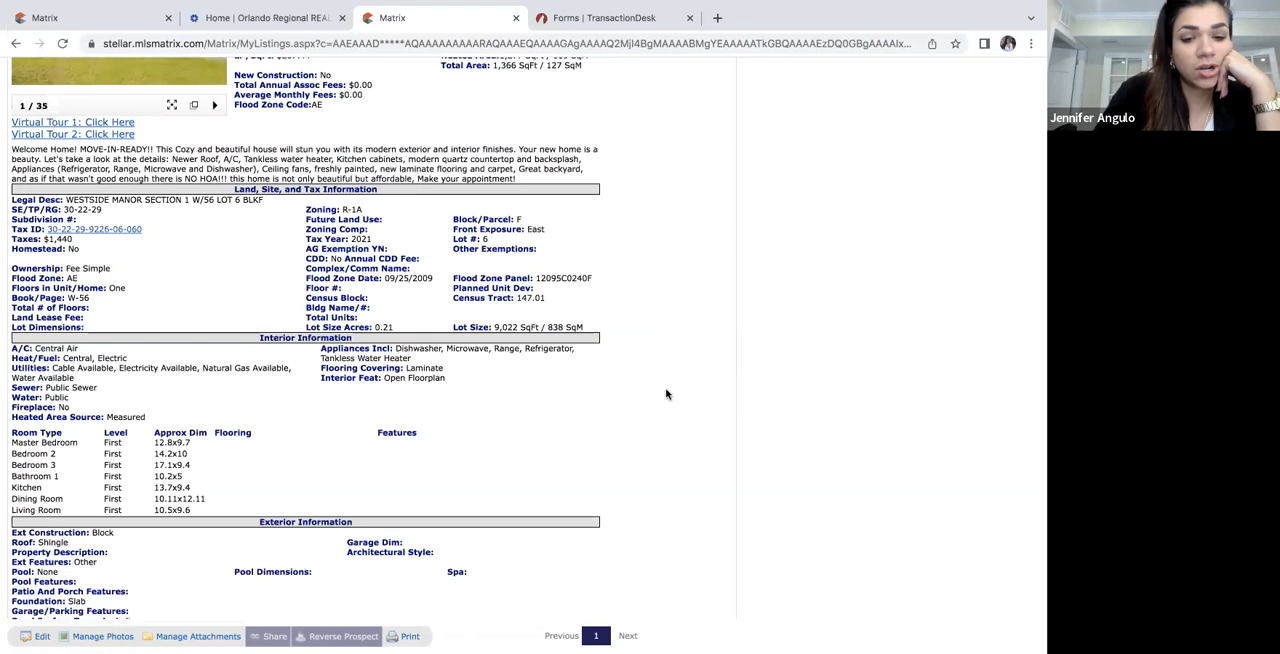 Matrix
Home | Orlando Regional REA
Matrix
Forms | TransactionDesk
stellar.mlsmatrix.com/Matrix/MyListings.aspx?c=AAEAAAD*****AQAAAAAAAAARAQAAAEQAAAAGAgAAAAQ2MjI4BgMAAAABMgYEAAAAATkGBQAAAAEzDQ0GBgAAAAIx...
Total Area: 1,366 SqFt / 127 SqM
New Construction: No
Total Annual Assoc Fees: $0.00
Average Monthly Fees: $0.00
Flood Zone Code:AE
1 / 35
Virtual Tour 1: Click Here
Virtual Tour 2: Click Here
Welcome Home! MOVE-IN-READY!! This Cozy and beautiful house will stun you with its modern exterior and interior finishes. Your new home is a
beauty. Let's take a look at the details: Newer Roof, A/C, Tankless water heater, Kitchen cabinets, modern quartz countertop and backsplash,
Appliances (Refrigerator, Range, Microwave and Dishwasher), Ceiling fans, freshly painted, new laminate flooring and carpet, Great backyard,
and as if that wasn't good enough there is NO HOA!!! this home is not only beautiful but affordable, Make your appointment!
Land, Site, and Tax Information
Legal Desc: WESTSIDE MANOR SECTION 1 W/56 LOT 6 BLKF
SE/TP/RG: 30-22-29 Zoning: R-1A
Subdivision #: Future Land Use: Block/Parcel: F
Tax ID: 30-22-29-9226-06-060 Zoning Comp: Front Exposure: East
Taxes: $1,440 Tax Year: 2021 Lot #: 6
Homestead: No AG Exemption YN: Other Exemptions:
CDD: No Annual CDD Fee:
Ownership: Fee Simple Complex/Comm Name:
Flood Zone: AE Flood Zone Date: 09/25/2009 Flood Zone Panel: 12095C0240F
Floors in Unit/Home: One Floor #: Planned Unit Dev:
Book/Page: W-56 Census Block: Census Tract: 147.01
Total # of Floors: Bldg Name/#:
Land Lease Fee: Total Units:
Lot Dimensions: Lot Size Acres: 0.21 Lot Size: 9,022 SqFt / 838 SqM
Interior Information
A/C: Central Air Appliances Incl: Dishwasher, Microwave, Range, Refrigerator,
Heat/Fuel: Central, Electric Tankless Water Heater
Utilities: Cable Available, Electricity Available, Natural Gas Available, Flooring Covering: Laminate
Water Available Interior Feat: Open Floorplan
Sewer: Public Sewer
Water: Public
Fireplace: No
Heated Area Source: Measured
Room Type Level Approx Dim Flooring Features
Master Bedroom First 12.8x9.7
Bedroom 2 First 14.2x10
Bedroom 3 First 17.1x9.4
Bathroom 1 First 10.2x5
Kitchen First 13.7x9.4
Dining Room First 10.11x12.11
Living Room First 10.5x9.6
Exterior Information
Ext Construction: Block
Roof: Shingle Garage Dim:
Property Description: Architectural Style:
Ext Features: Other
Pool: None Pool Dimensions: Spa:
Pool Features:
Patio And Porch Features:
Foundation: Slab
Garage/Parking Features:
Edit Manage Photos Manage Attachments Share Reverse Prospect Print Previous 1 Next
Jennifer Angulo